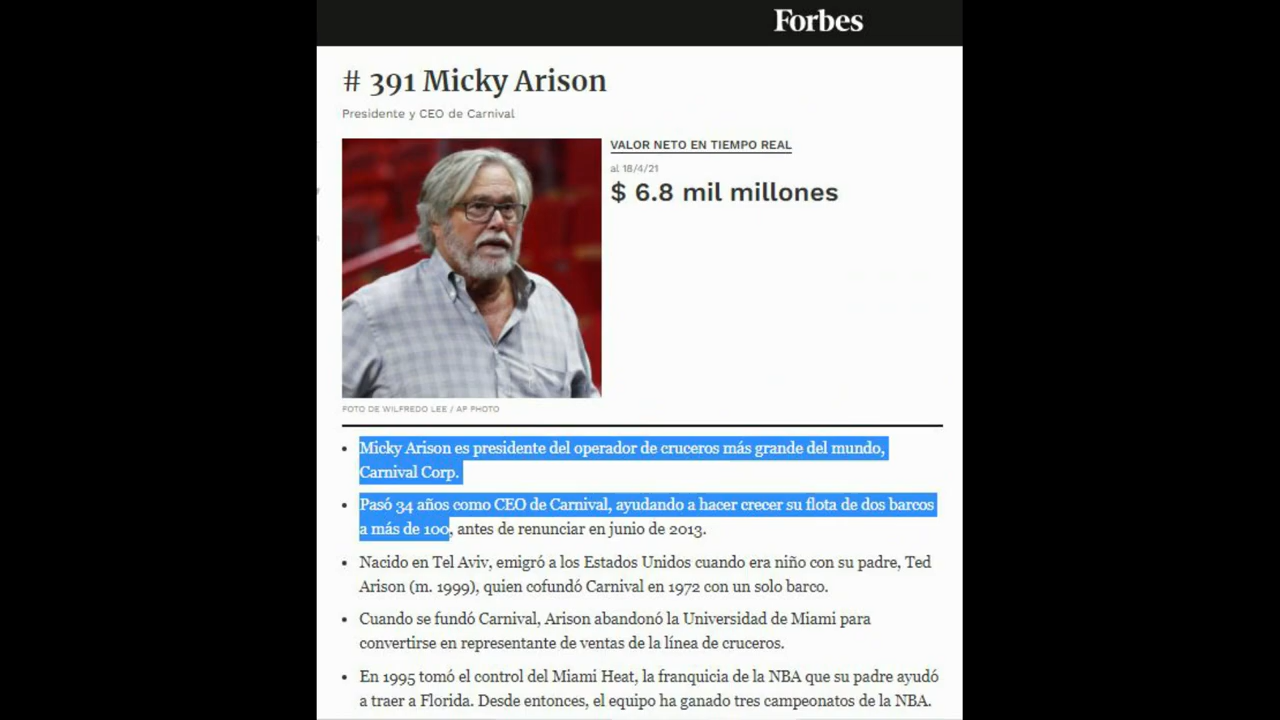 Forbes
# 391 Micky Arison
Presidente y CEO de Carnival
VALOR NETO EN TIEMPO REAL
al 18/4/21
$ 6.8 mil millones
FOTO DE WILFREDO LEE / AP PHOTO
• Micky Arison es presidente del operador de cruceros más grande del mundo,
Carnival Corp.
• Pasó 34 años como CEO de Carnival, ayudando a hacer crecer su flota de dos barcos
a más de 100, antes de renunciar en junio de 2013.
• Nacido en Tel Aviv, emigró a los Estados Unidos cuando era niño con su padre, Ted
Arison (m. 1999), quien cofundó Carnival en 1972 con un solo barco.
• Cuando se fundó Carnival, Arison abandonó la Universidad de Miami para
convertirse en representante de ventas de la línea de cruceros.
• En 1995 tomó el control del Miami Heat, la franquicia de la NBA que su padre ayudó
a traer a Florida. Desde entonces, el equipo ha ganado tres campeonatos de la NBA.